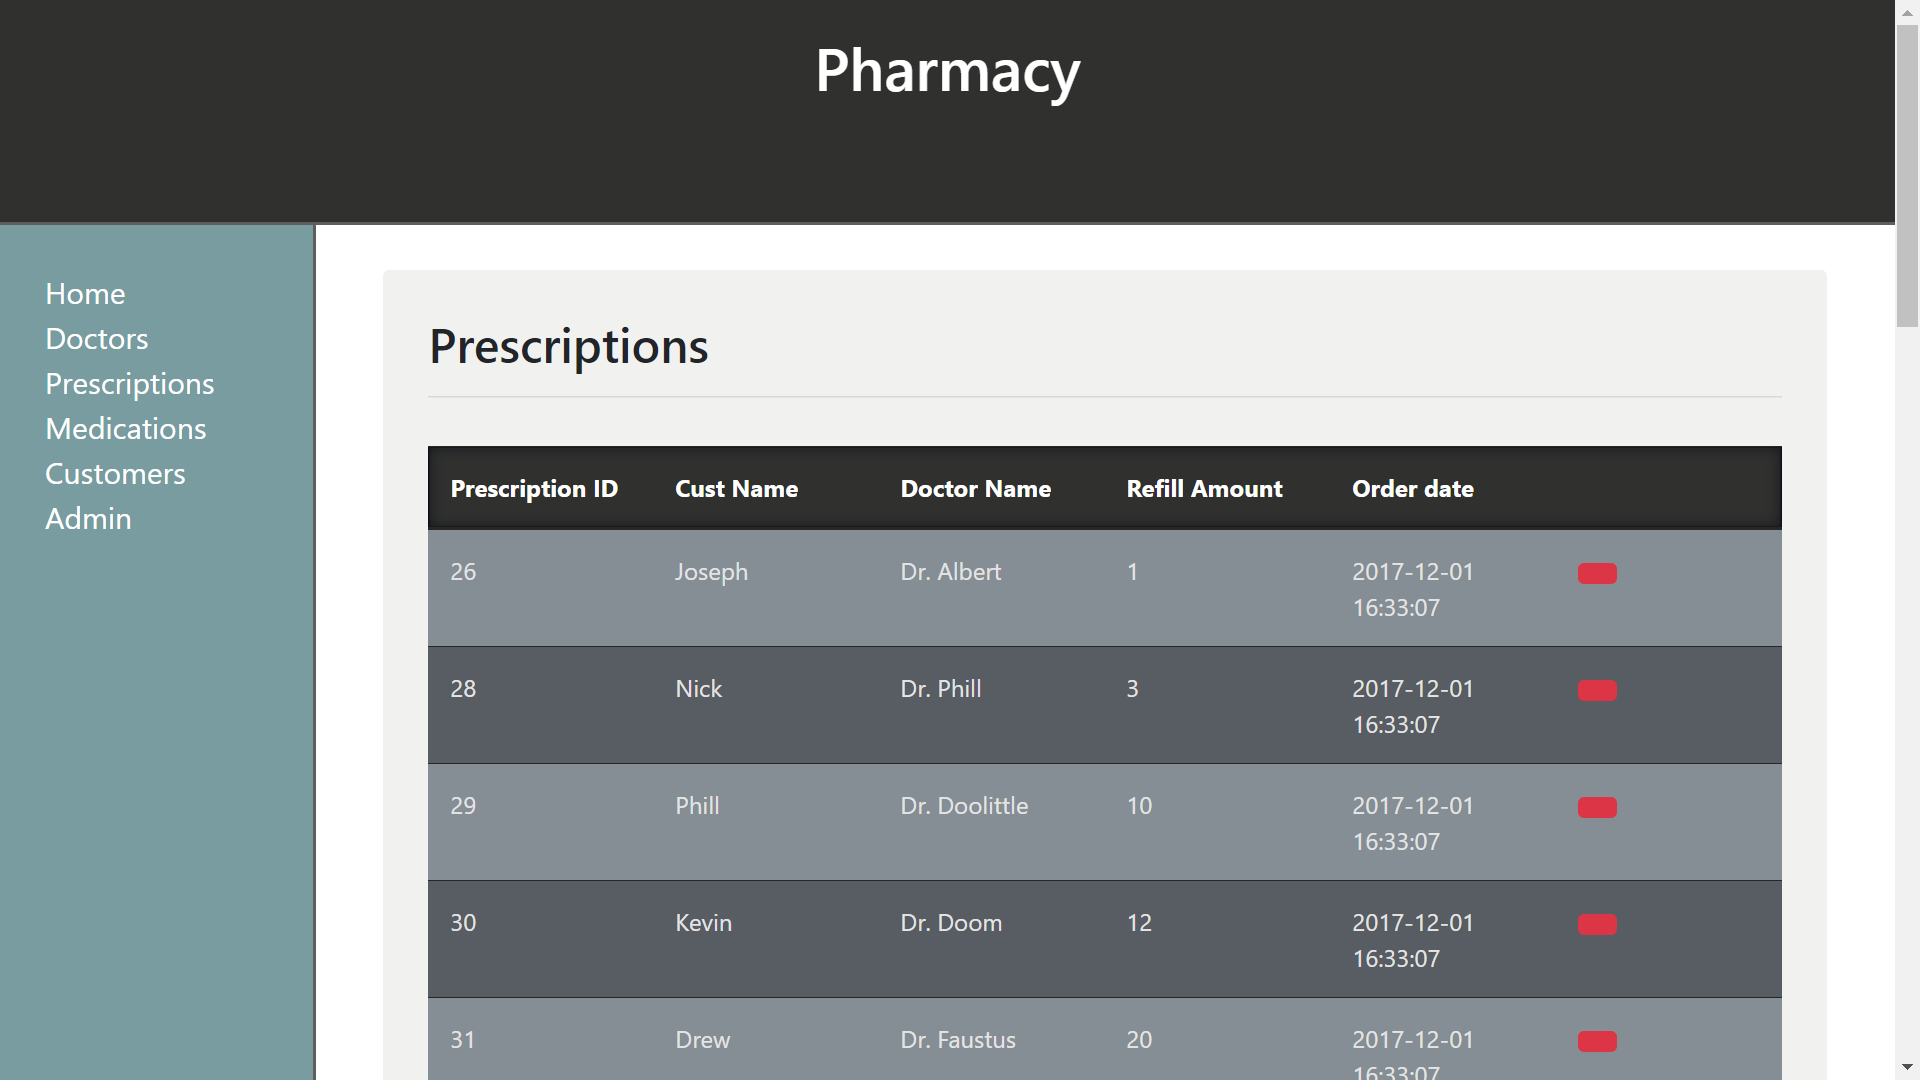 Pharmacy
Home
Doctors
Prescriptions
Medications
Customers
Admin
Prescriptions
Prescription ID Cust Name Doctor Name Refill Amount Order date
26 Joseph Dr. Albert 1 2017-12-01
16:33:07
28 Nick Dr. Phill 3 2017-12-01
16:33:07
29 Phill Dr. Doolittle 10 2017-12-01
16:33:07
30 Kevin Dr. Doom 12 2017-12-01
16:33:07
31 Drew Dr. Faustus 20 2017-12-01
16:33:07